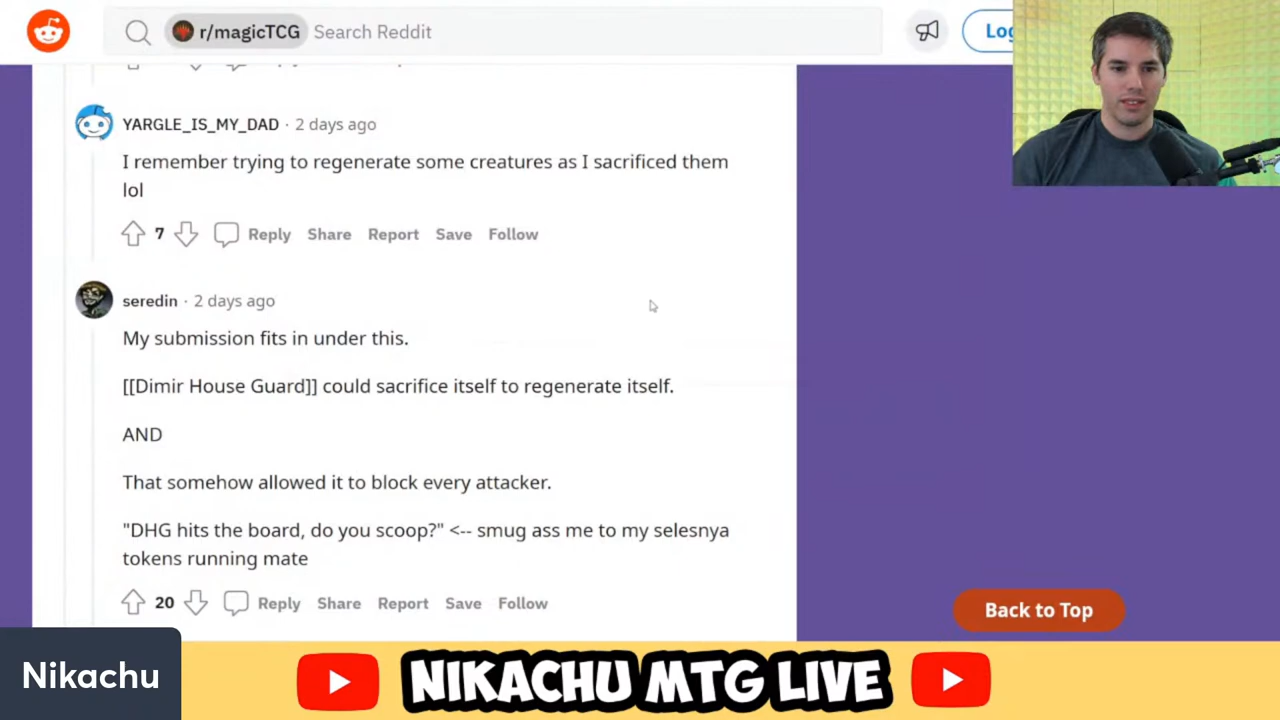 r/magicTCG Search Reddit
YARGLE_IS_MY_DAD · 2 days ago
I remember trying to regenerate some creatures as I sacrificed them
lol
7 Reply Share Report Save Follow
seredin · 2 days ago
My submission fits in under this.
[[Dimir House Guard]] could sacrifice itself to regenerate itself.
AND
That somehow allowed it to block every attacker.
"DHG hits the board, do you scoop?" <-- smug ass me to my selesnya
tokens running mate
20 Reply Share Report Save Follow
Back to Top
Nikachu
NIKACHU MTG LIVE